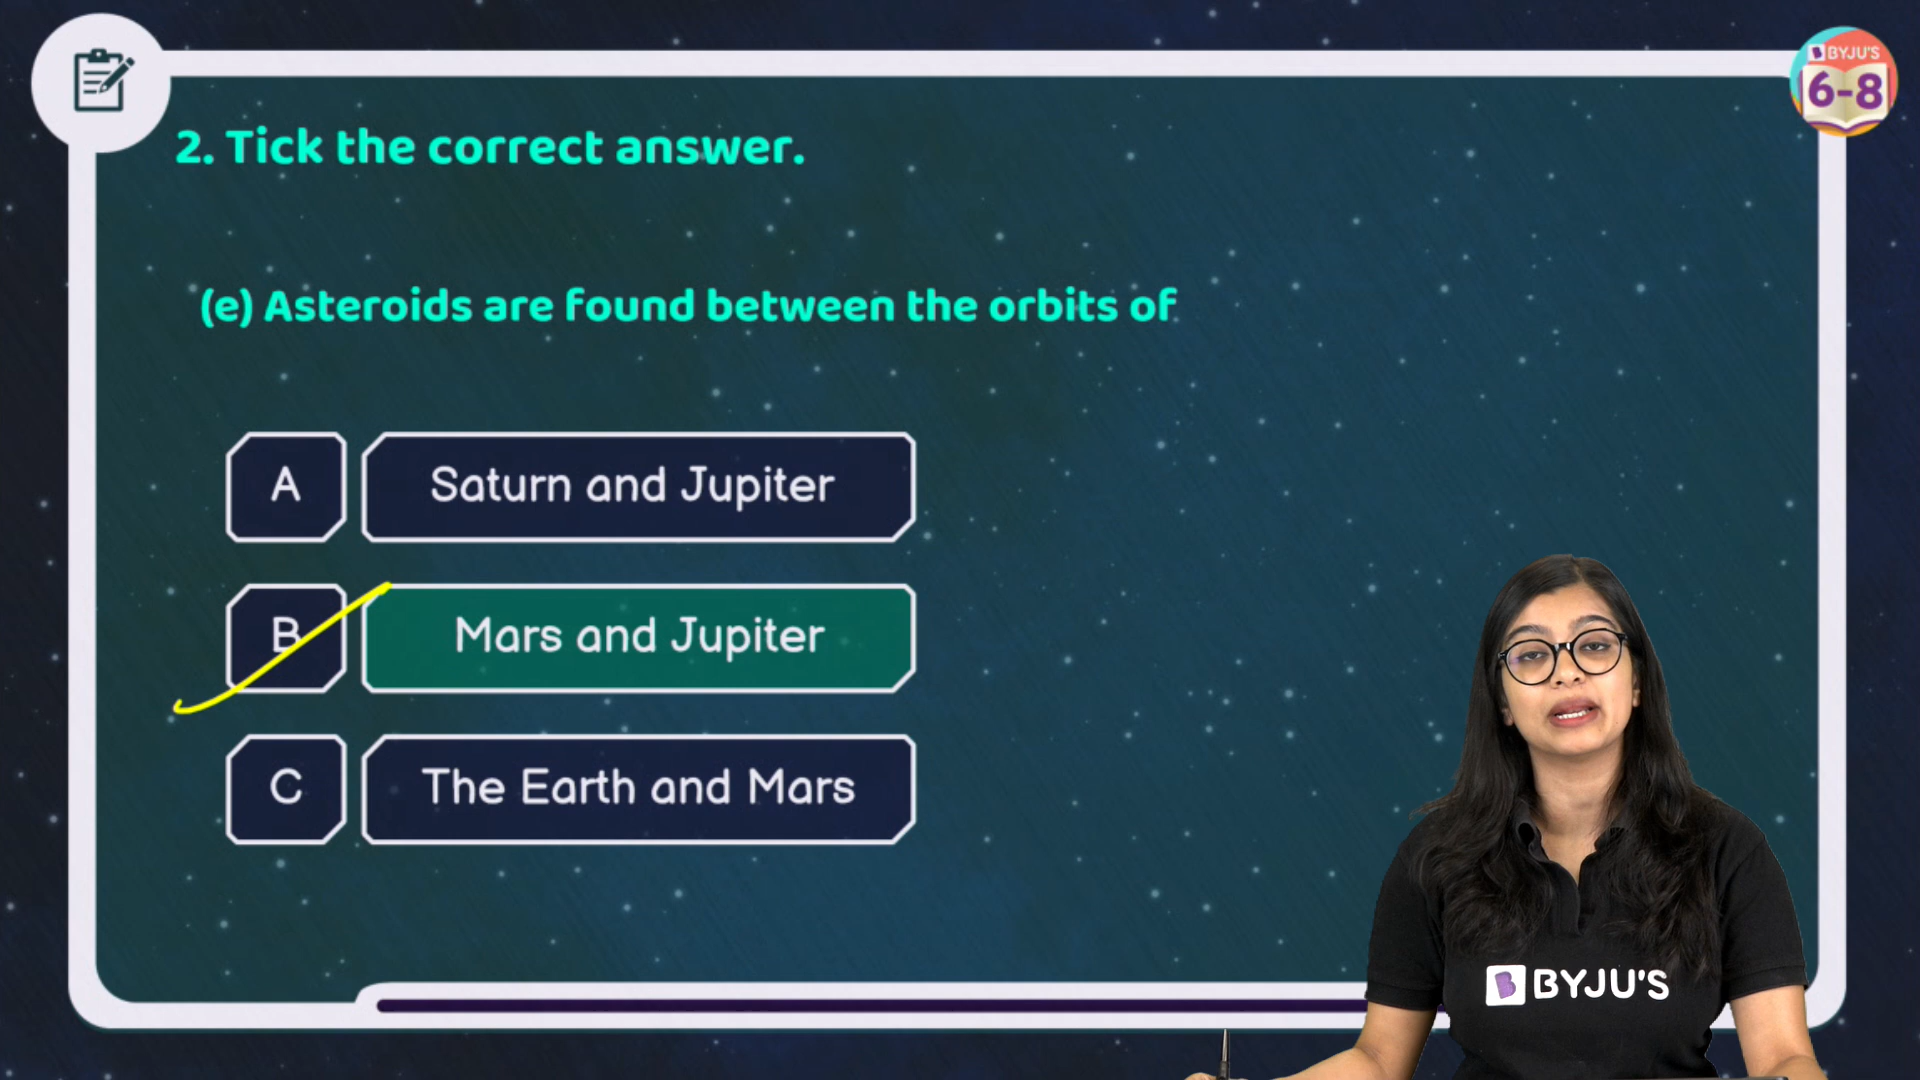 BYJU'S
6-8
2. Tick the correct answer.
(e) Asteroids are found between the orbits of
A Saturn and Jupiter
B Mars and Jupiter
C The Earth and Mars
BYJU'S